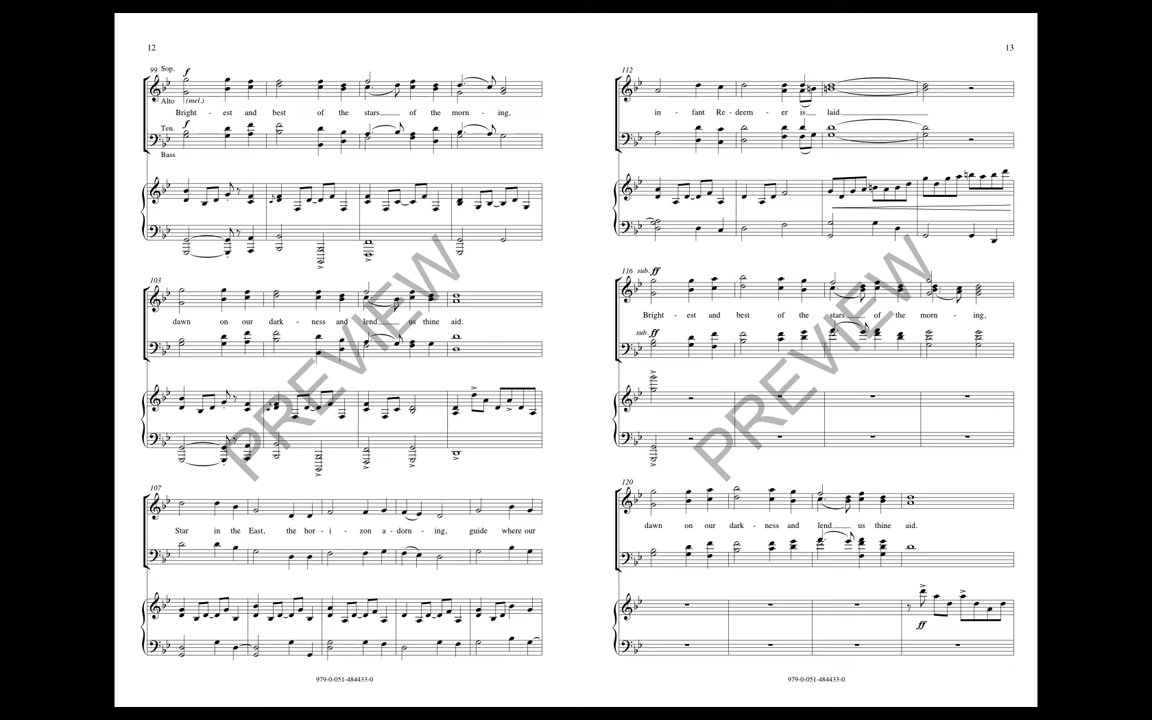 12
99 Sop. f
Alto (mel.)
Bright - est and best of the stars of the morn - ing,
Ten. f
Bass
103
dawn on our dark - ness and lend us thine aid.
107
Star in the East, the hor - i - zon a - dorn - ing, guide where our
979-0-051-484433-0
PREVIEW
13
112
in - fant Re - deem - er is laid.
116 sub. ff
Bright - est and best of the stars of the morn - ing,
sub. ff
120
dawn on our dark - ness and lend us thine aid.
ff
979-0-051-484433-0
PREVIEW